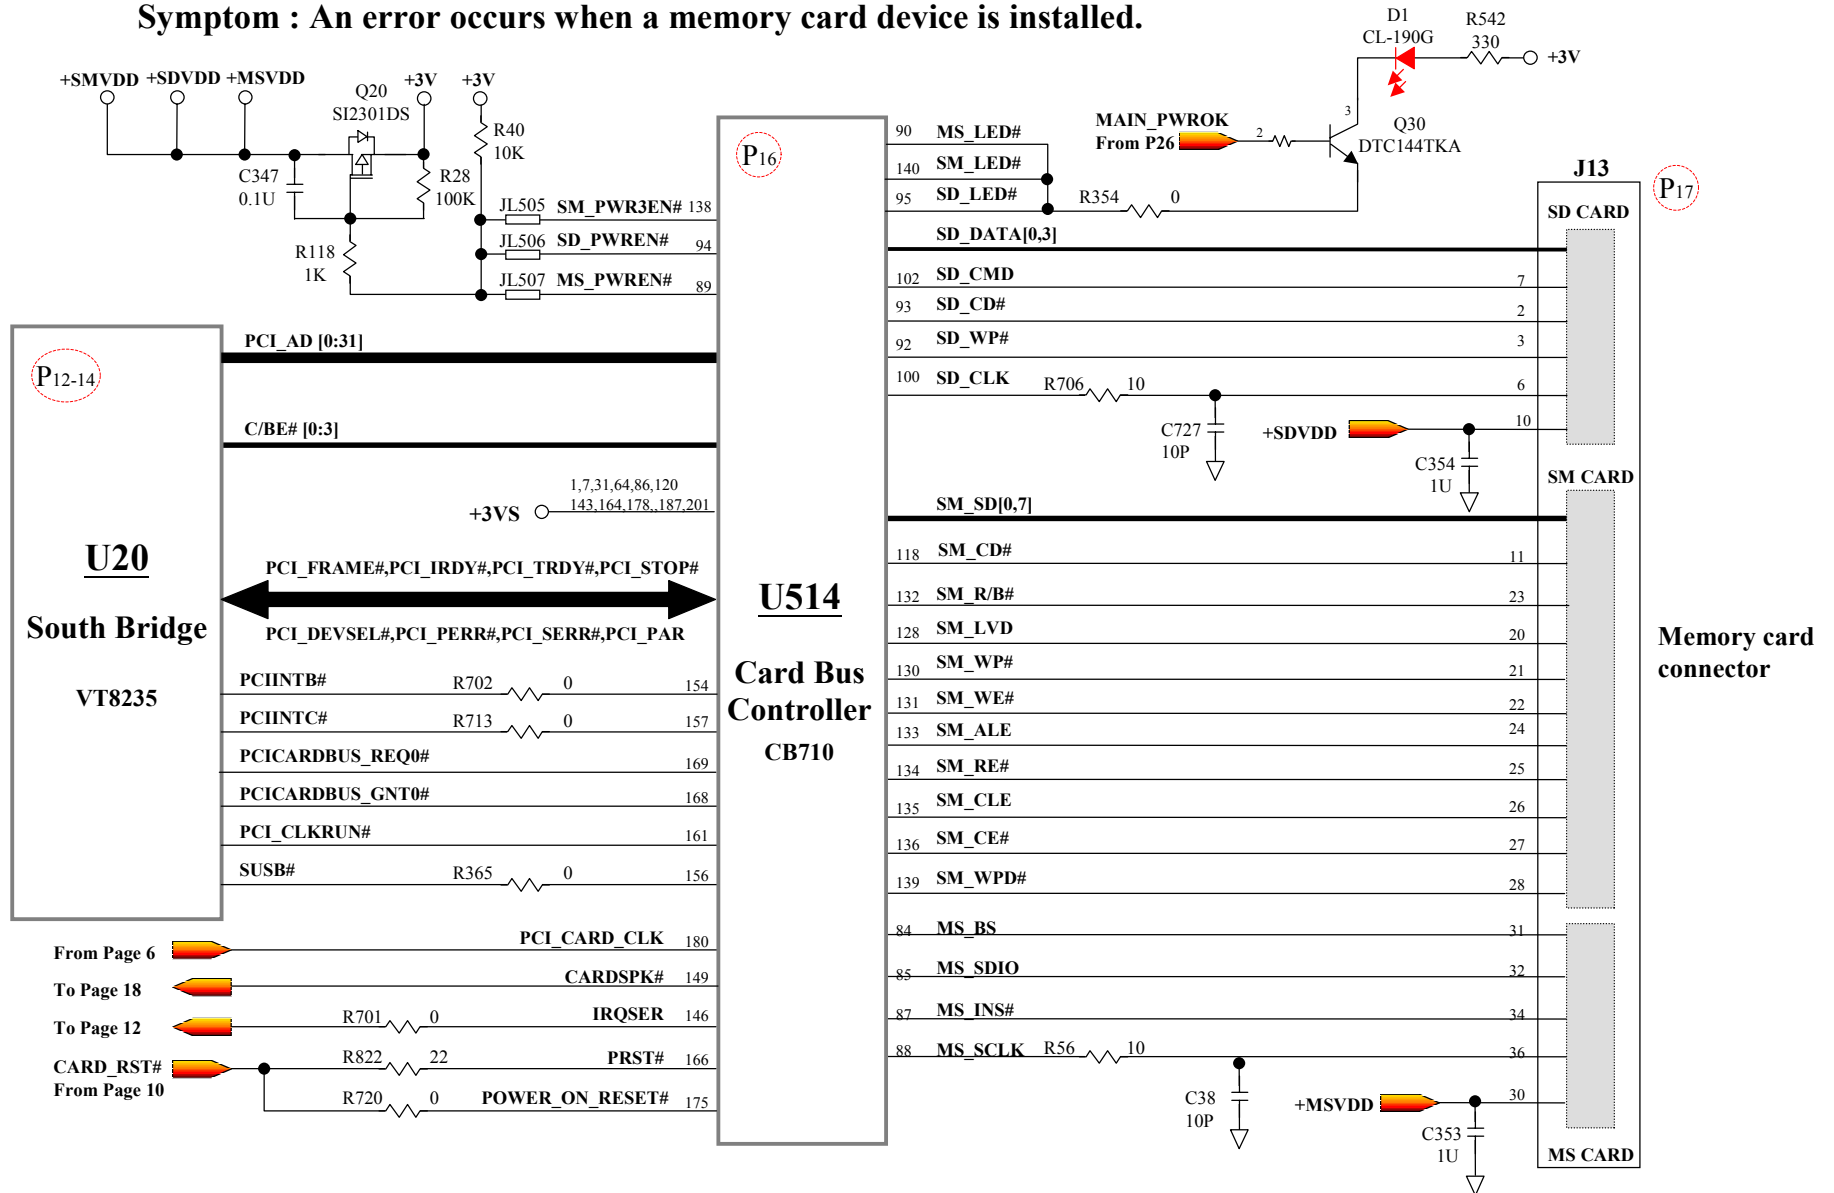 Symptom : An error occurs when a memory card device is installed.
+SMVDD
+SDVDD
+MSVDD
Q20
SI2301DS
+3V
+3V
R40
10K
C347
0.1U
R28
100K
R118
1K
JL505
SM_PWR3EN#
138
JL506
SD_PWREN#
94
JL507
MS_PWREN#
89
P16
90
MS_LED#
140
SM_LED#
95
SD_LED#
R354
0
MAIN_PWROK
From P26
2
3
Q30
DTC144TKA
D1
CL-190G
R542
330
+3V
J13
P17
SD CARD
SD_DATA[0,3]
102
SD_CMD
7
93
SD_CD#
2
92
SD_WP#
3
100
SD_CLK
R706
10
6
C727
10P
+SDVDD
10
C354
1U
SM CARD
SM_SD[0,7]
118
SM_CD#
11
132
SM_R/B#
23
128
SM_LVD
20
130
SM_WP#
21
131
SM_WE#
22
133
SM_ALE
24
134
SM_RE#
25
135
SM_CLE
26
136
SM_CE#
27
139
SM_WPD#
28
84
MS_BS
31
85
MS_SDIO
32
87
MS_INS#
34
88
MS_SCLK
R56
10
36
C38
10P
+MSVDD
30
C353
1U
MS CARD
Memory card
connector
P12-14
U20
South Bridge
VT8235
PCI_AD [0:31]
C/BE# [0:3]
+3VS
1,7,31,64,86,120
143,164,178,,187,201
PCI_FRAME#,PCI_IRDY#,PCI_TRDY#,PCI_STOP#
PCI_DEVSEL#,PCI_PERR#,PCI_SERR#,PCI_PAR
U514
Card Bus
Controller
CB710
PCIINTB#
R702
0
154
PCIINTC#
R713
0
157
PCICARDBUS_REQ0#
169
PCICARDBUS_GNT0#
168
PCI_CLKRUN#
161
SUSB#
R365
0
156
From Page 6
PCI_CARD_CLK
180
To Page 18
CARDSPK#
149
To Page 12
R701
0
IRQSER
146
CARD_RST#
From Page 10
R822
22
PRST#
166
R720
0
POWER_ON_RESET#
175